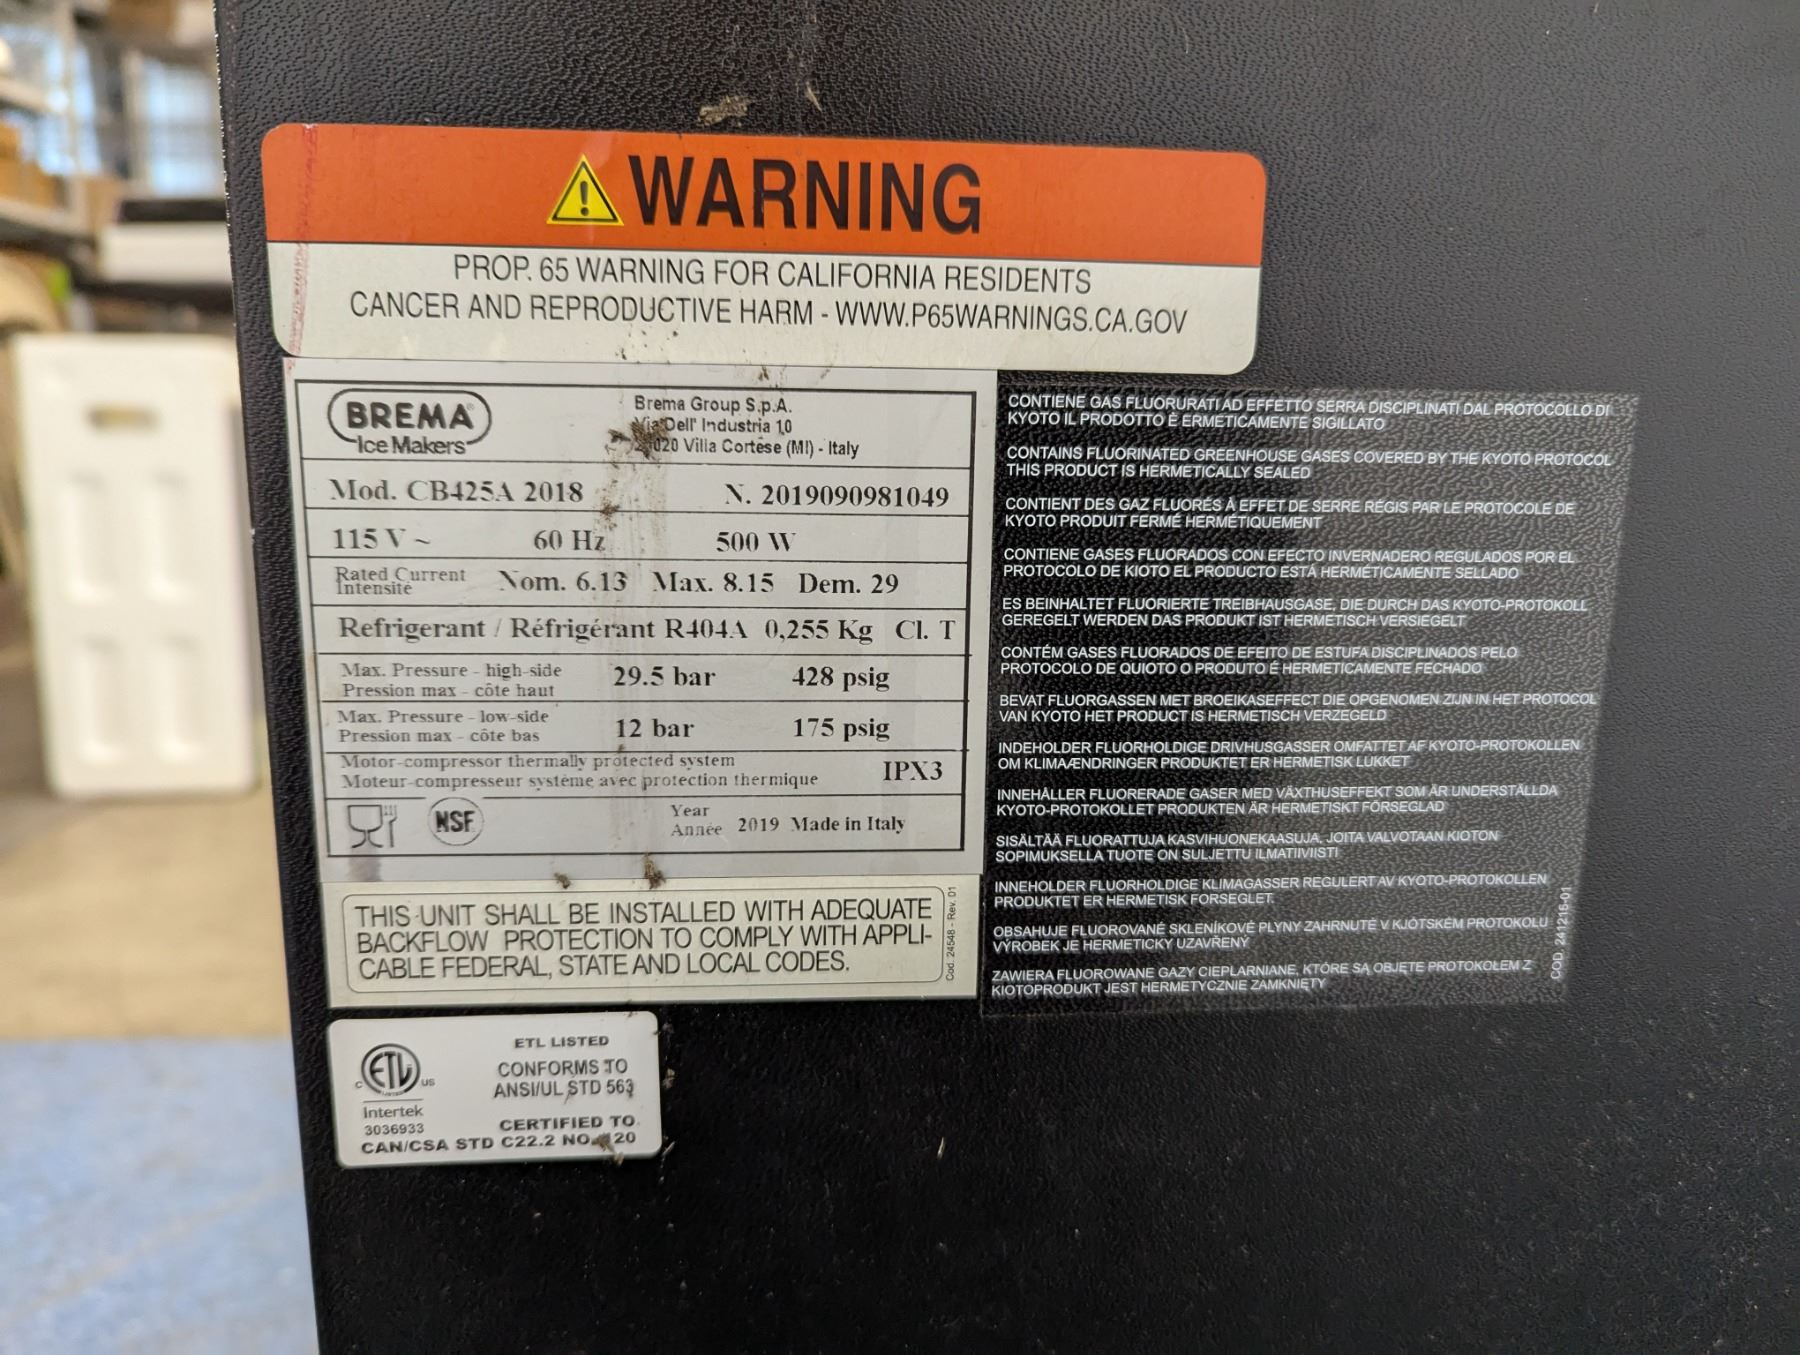 WARNING
PROP. 65 WARNING FOR CALIFORNIA RESIDENTS
CANCER AND REPRODUCTIVE HARM - WWW.P65WARNINGS.CA.GOV
BREMA®
Ice Makers
Brema Group S.p.A.
Via Dell' Industria 10
020 Villa Cortese (MI) - Italy
Mod. CB425A 2018 N. 2019090981049
115 V ~ 60 Hz 500 W
Rated Current
Intensité
Nom. 6.13 Max. 8.15 Dem. 29
Refrigerant / Réfrigérant R404A 0,255 Kg Cl. T
Max. Pressure - high-side
Pression max - côte haut
29.5 bar 428 psig
Max. Pressure - low-side
Pression max - côte bas
12 bar 175 psig
Motor-compressor thermally protected system
Moteur-compresseur système avec protection thermique
IPX3
NSF
Year
Année 2019 Made in Italy
THIS UNIT SHALL BE INSTALLED WITH ADEQUATE
BACKFLOW PROTECTION TO COMPLY WITH APPLI-
CABLE FEDERAL, STATE AND LOCAL CODES.
Cod. 24548 - Rev. 01
ETL LISTED
CONFORMS TO
ANSI/UL STD 563
C ETL US
LISTED
Intertek
3036933
CERTIFIED TO
CAN/CSA STD C22.2 NO. 120
CONTIENE GAS FLUORURATI AD EFFETTO SERRA DISCIPLINATI DAL PROTOCOLLO DI
KYOTO IL PRODOTTO È ERMETICAMENTE SIGILLATO
CONTAINS FLUORINATED GREENHOUSE GASES COVERED BY THE KYOTO PROTOCOL
THIS PRODUCT IS HERMETICALLY SEALED
CONTIENT DES GAZ FLUORÉS À EFFET DE SERRE RÉGIS PAR LE PROTOCOLE DE
KYOTO PRODUIT FERMÉ HERMÉTIQUEMENT
CONTIENE GASES FLUORADOS CON EFECTO INVERNADERO REGULADOS POR EL
PROTOCOLO DE KIOTO EL PRODUCTO ESTÁ HERMÉTICAMENTE SELLADO
ES BEINHALTET FLUORIERTE TREIBHAUSGASE, DIE DURCH DAS KYOTO-PROTOKOLL
GEREGELT WERDEN DAS PRODUKT IST HERMETISCH VERSIEGELT
CONTÉM GASES FLUORADOS DE EFEITO DE ESTUFA DISCIPLINADOS PELO
PROTOCOLO DE QUIOTO O PRODUTO É HERMETICAMENTE FECHADO
BEVAT FLUORGASSEN MET BROEIKASEFFECT DIE OPGENOMEN ZIJN IN HET PROTOCOL
VAN KYOTO HET PRODUCT IS HERMETISCH VERZEGELD
INDEHOLDER FLUORHOLDIGE DRIVHUSGASSER OMFATTET AF KYOTO-PROTOKOLLEN
OM KLIMAÆNDRINGER PRODUKTET ER HERMETISK LUKKET
INNEHÅLLER FLUORERADE GASER MED VÄXTHUSEFFEKT SOM ÄR UNDERSTÄLLDA
KYOTO-PROTOKOLLET PRODUKTEN ÄR HERMETISKT FÖRSEGLAD
SISÄLTÄÄ FLUORATTUJA KASVIHUONEKAASUJA, JOITA VALVOTAAN KIOTON
SOPIMUKSELLA TUOTE ON SULJETTU ILMATIIVIISTI
INNEHOLDER FLUORHOLDIGE KLIMAGASSER REGULERT AV KYOTO-PROTOKOLLEN
PRODUKTET ER HERMETISK FORSEGLET.
OBSAHUJE FLUOROVANÉ SKLENÍKOVÉ PLYNY ZAHRNUTÉ V KJÓTSKÉM PROTOKOLU
VÝROBEK JE HERMETICKY UZAVŘENÝ
ZAWIERA FLUOROWANE GAZY CIEPLARNIANE, KTÓRE SĄ OBJĘTE PROTOKOŁEM Z
KIOTOPRODUKT JEST HERMETYCZNIE ZAMKNIĘTY
COD. 241215-01